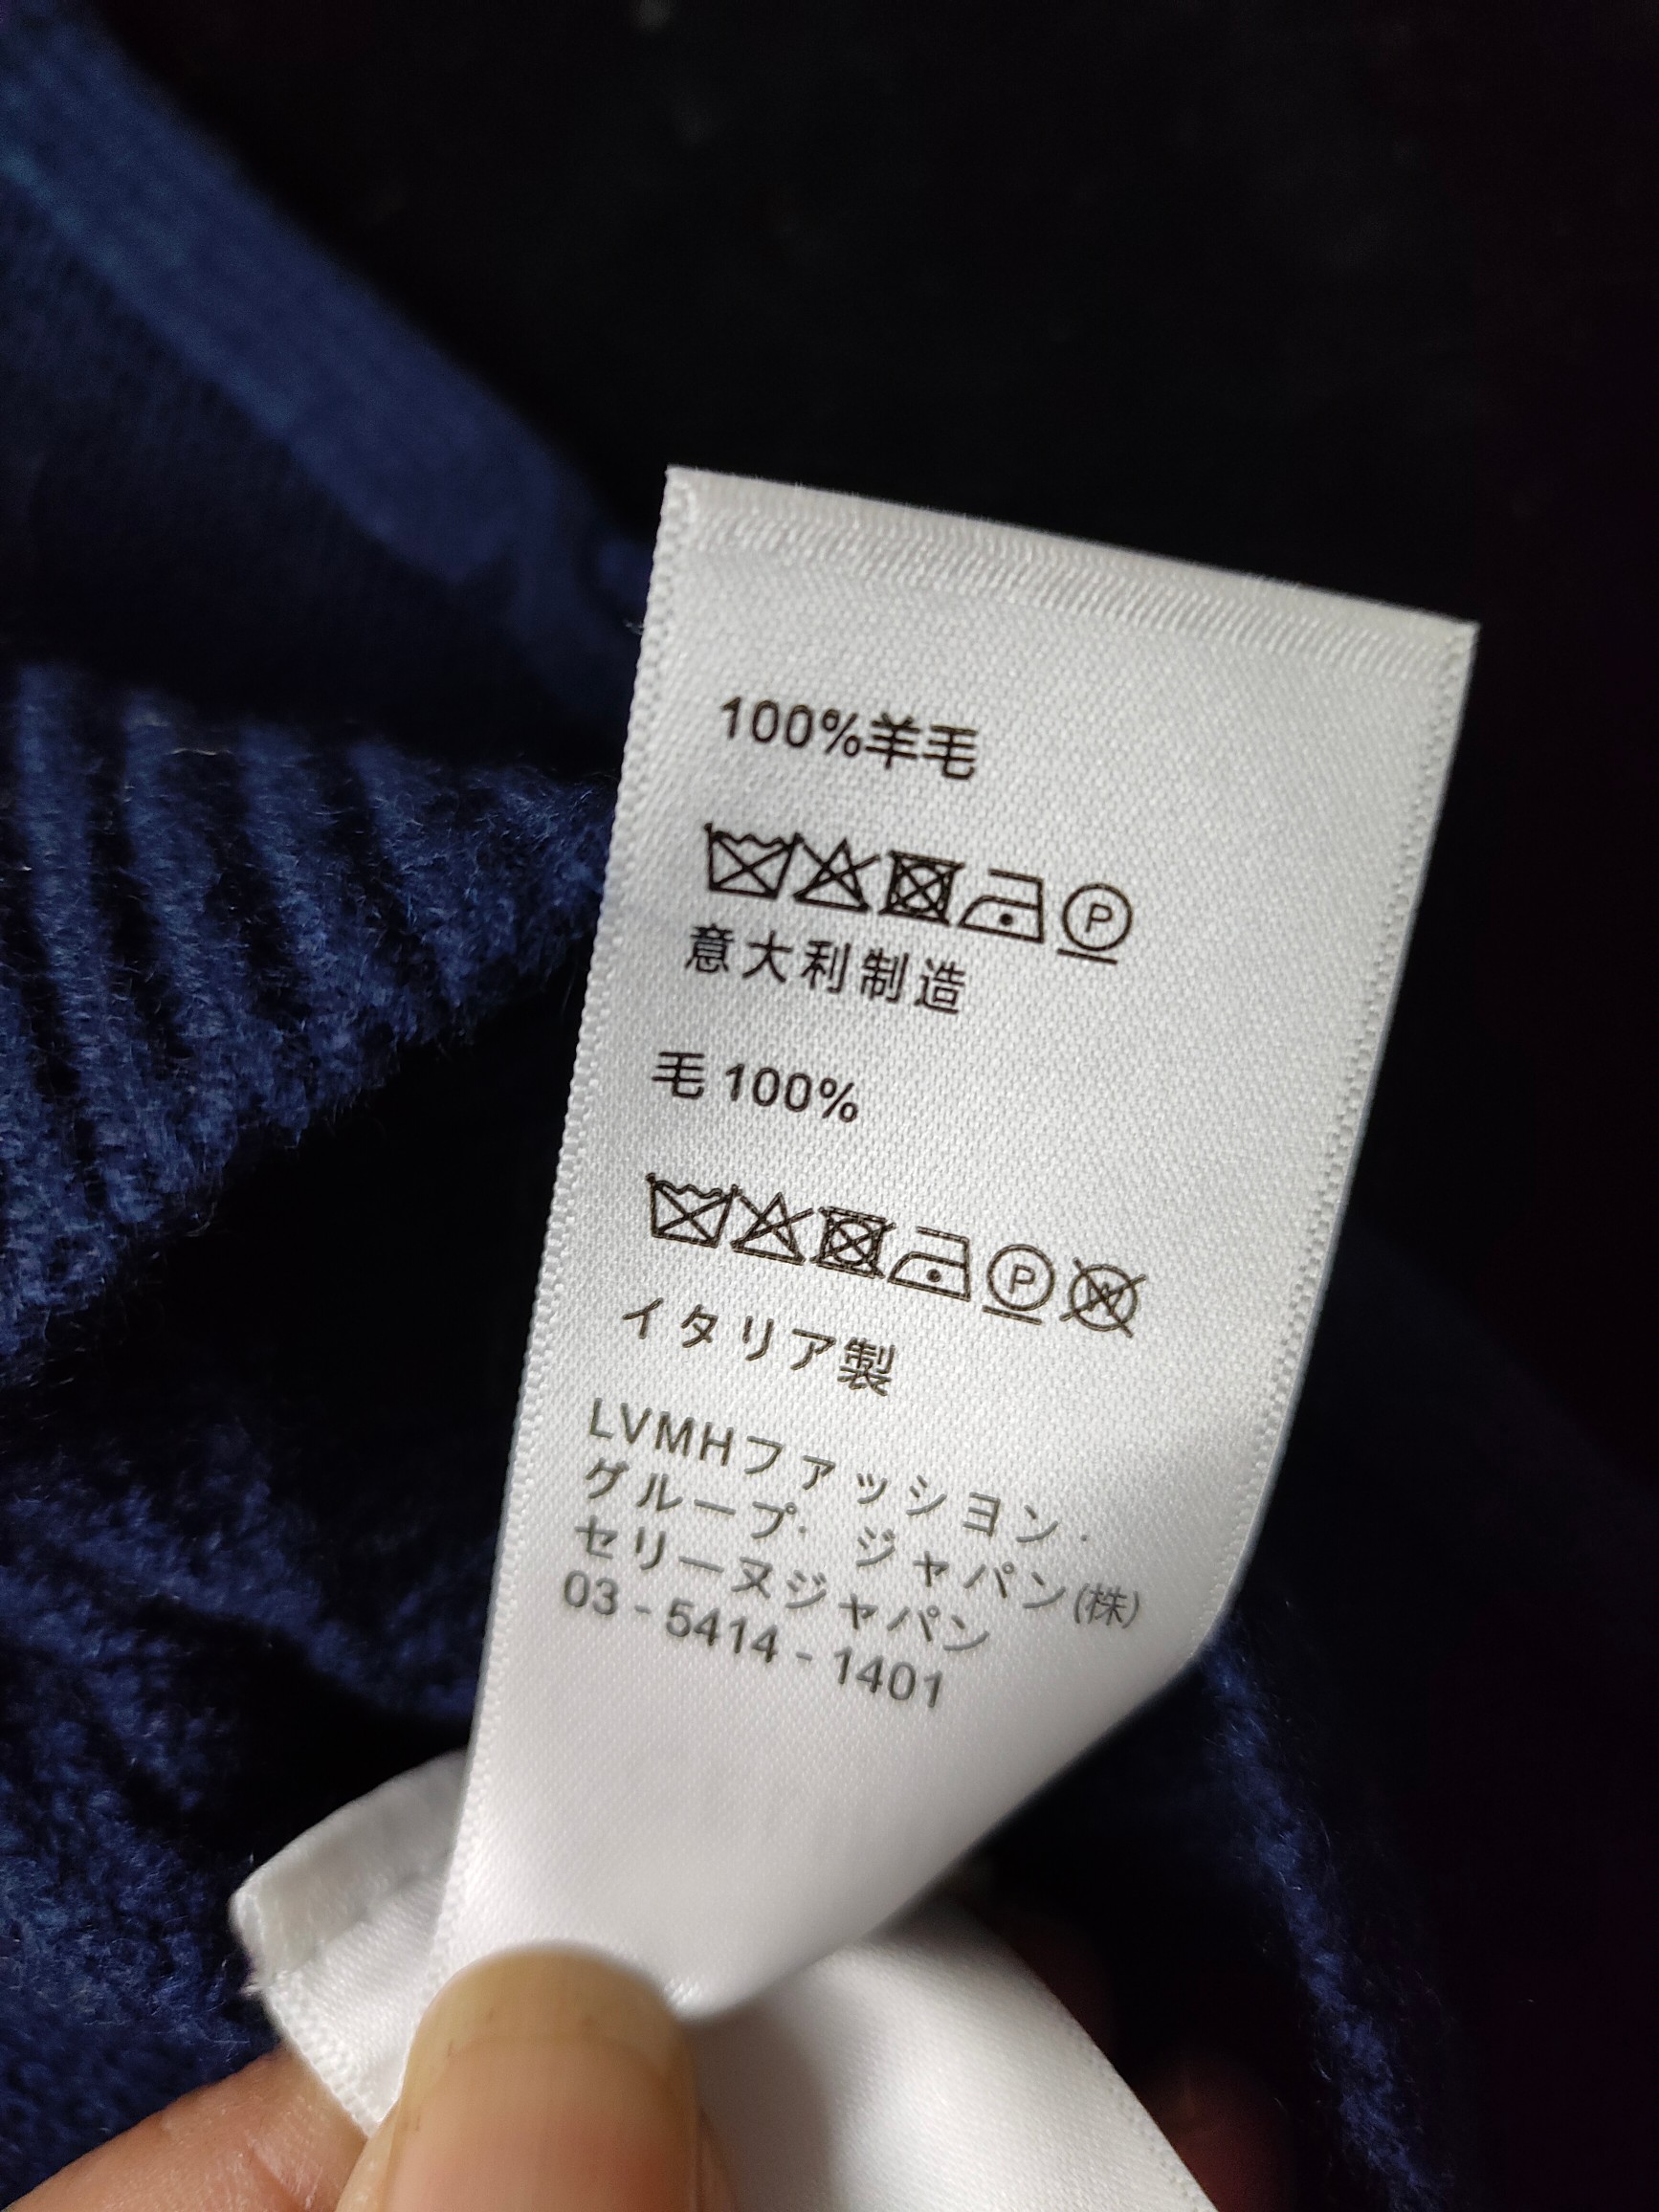 100%羊毛
P
意大利制造
毛 100%
P W
イタリア製
LVMHファッション・
グループ・ ジャパン(株)
セリーヌジャパン
03-5414-1401